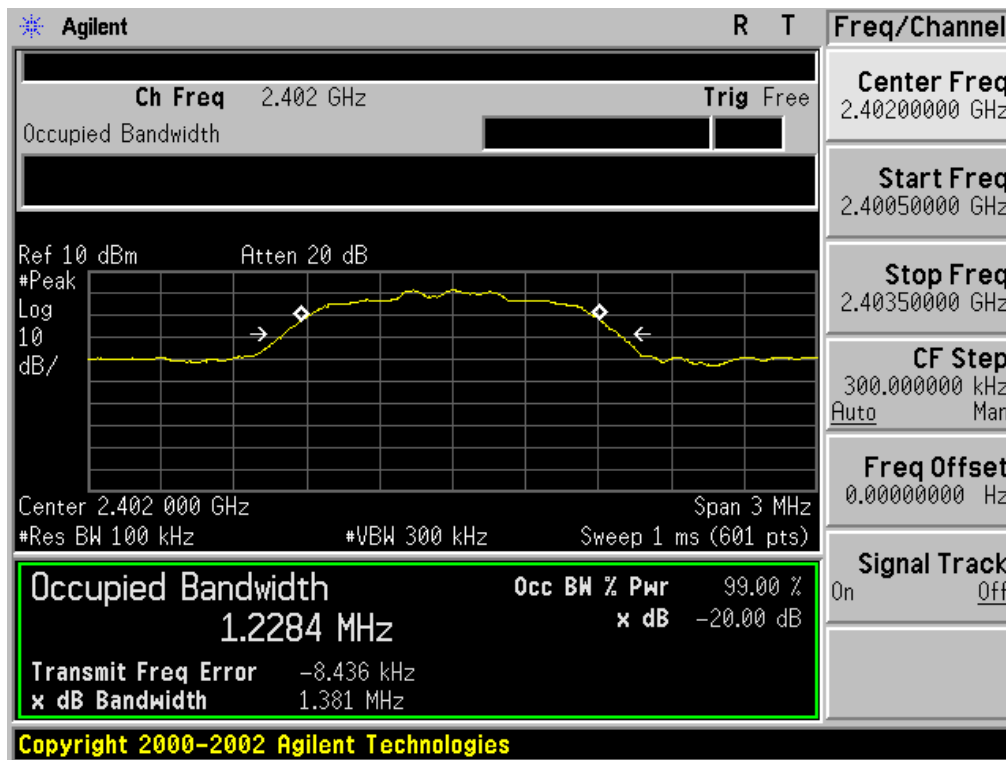 Agilent R T Freq/Channel
Ch Freq 2.402 GHz Trig Free
Occupied Bandwidth
Center Freq
2.40200000 GHz
Start Freq
2.40050000 GHz
Stop Freq
2.40350000 GHz
CF Step
300.000000 kHz
Auto Man
Freq Offset
0.00000000 Hz
Signal Track
On Off
Ref 10 dBm Atten 20 dB
#Peak
Log
10
dB/
Center 2.402 000 GHz Span 3 MHz
#Res BW 100 kHz #VBW 300 kHz Sweep 1 ms (601 pts)
Occupied Bandwidth Occ BW % Pwr 99.00 %
1.2284 MHz x dB -20.00 dB
Transmit Freq Error -8.436 kHz
x dB Bandwidth 1.381 MHz
Copyright 2000-2002 Agilent Technologies